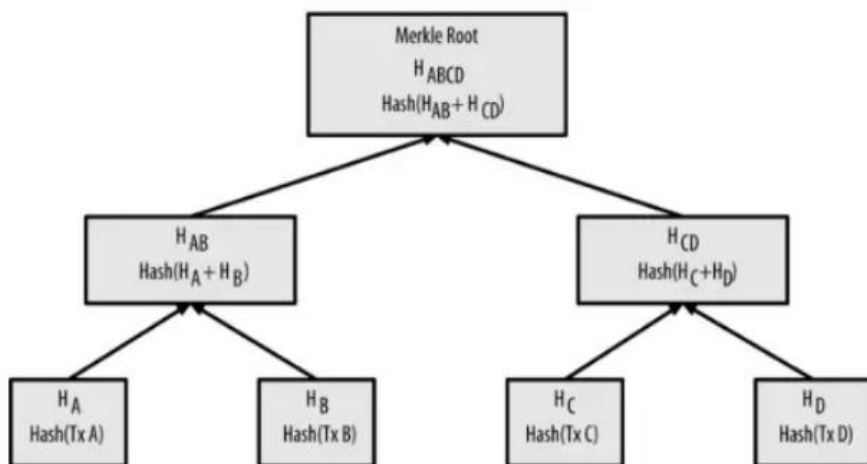 Merkle Root
H ABCD
Hash(H AB + H CD)
H AB
Hash(H A + H B)
H CD
Hash(H C + H D)
H A
Hash(Tx A)
H B
Hash(Tx B)
H C
Hash(Tx C)
H D
Hash(Tx D)